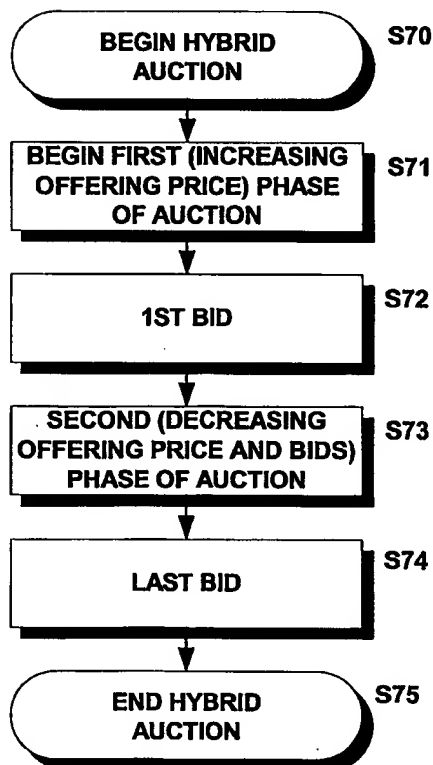 BEGIN HYBRID
AUCTION
S70
BEGIN FIRST (INCREASING
OFFERING PRICE) PHASE
OF AUCTION
S71
1ST BID
S72
SECOND (DECREASING
OFFERING PRICE AND BIDS)
PHASE OF AUCTION
S73
LAST BID
S74
END HYBRID
AUCTION
S75